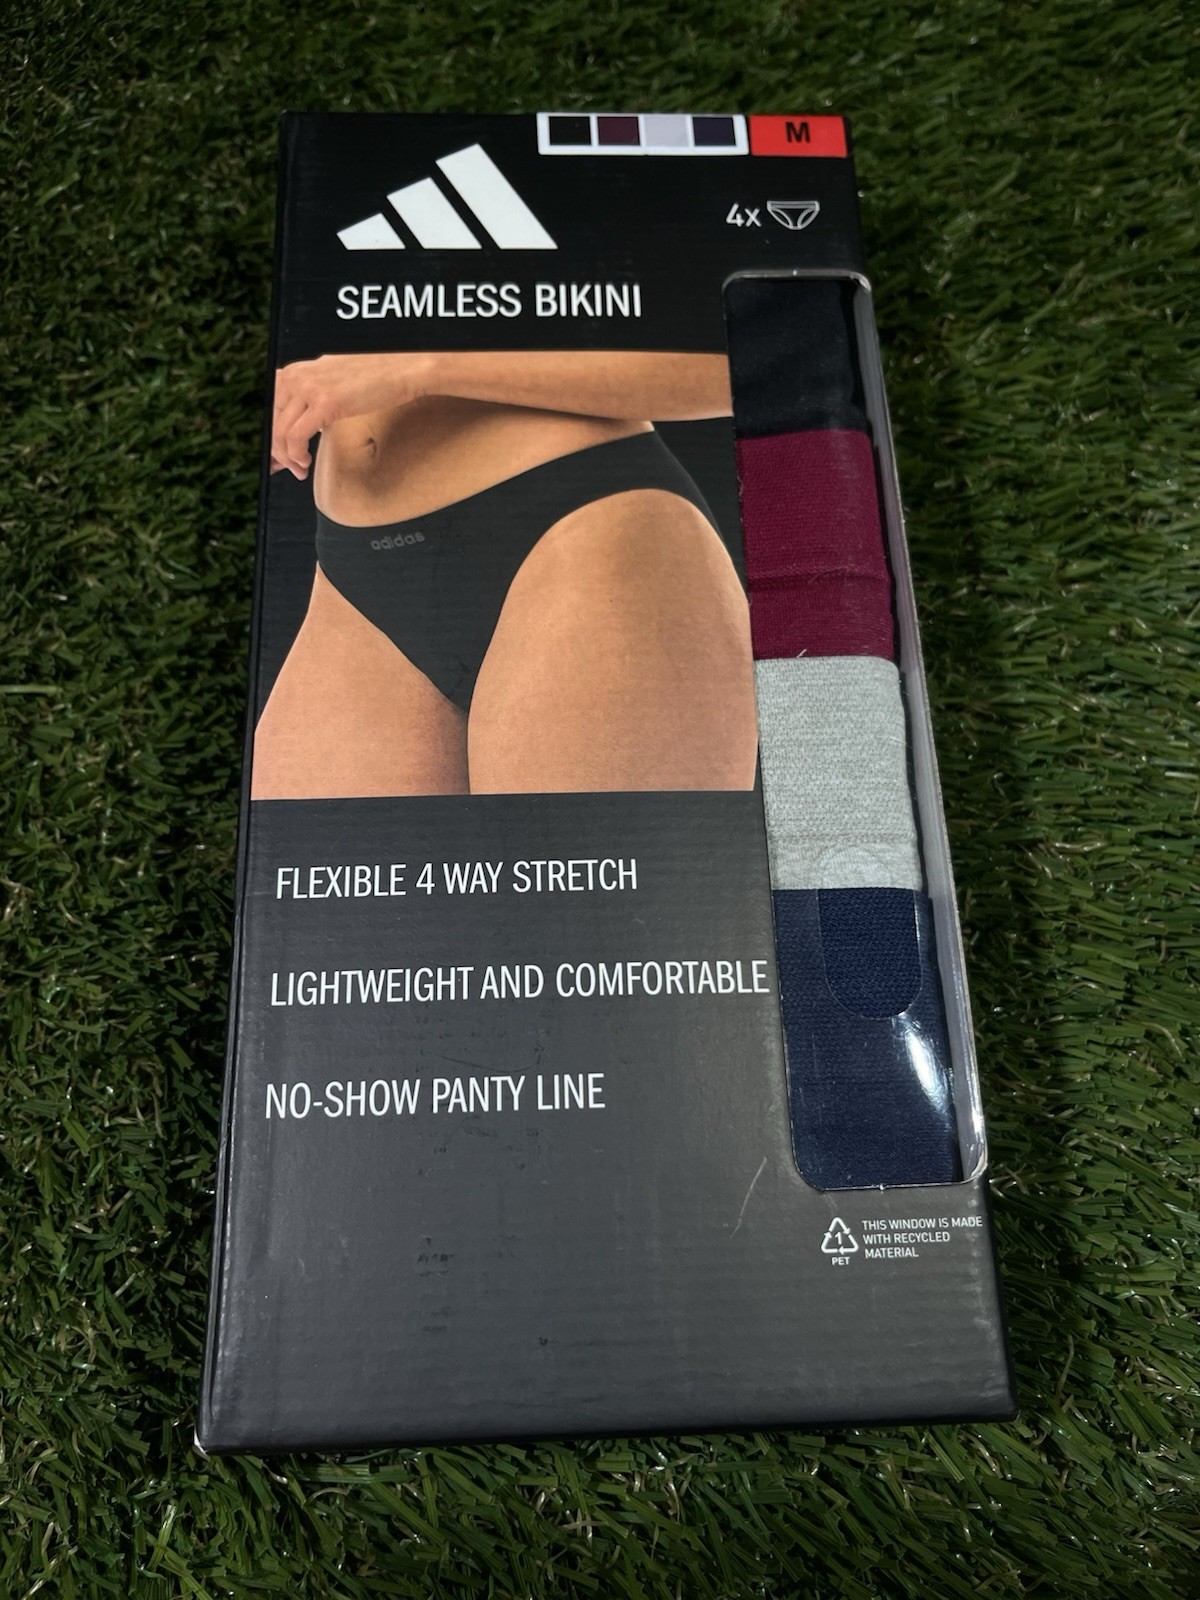 M
4x
SEAMLESS BIKINI
adidas
FLEXIBLE 4 WAY STRETCH
LIGHTWEIGHT AND COMFORTABLE
NO-SHOW PANTY LINE
1
PET
THIS WINDOW IS MADE
WITH RECYCLED
MATERIAL